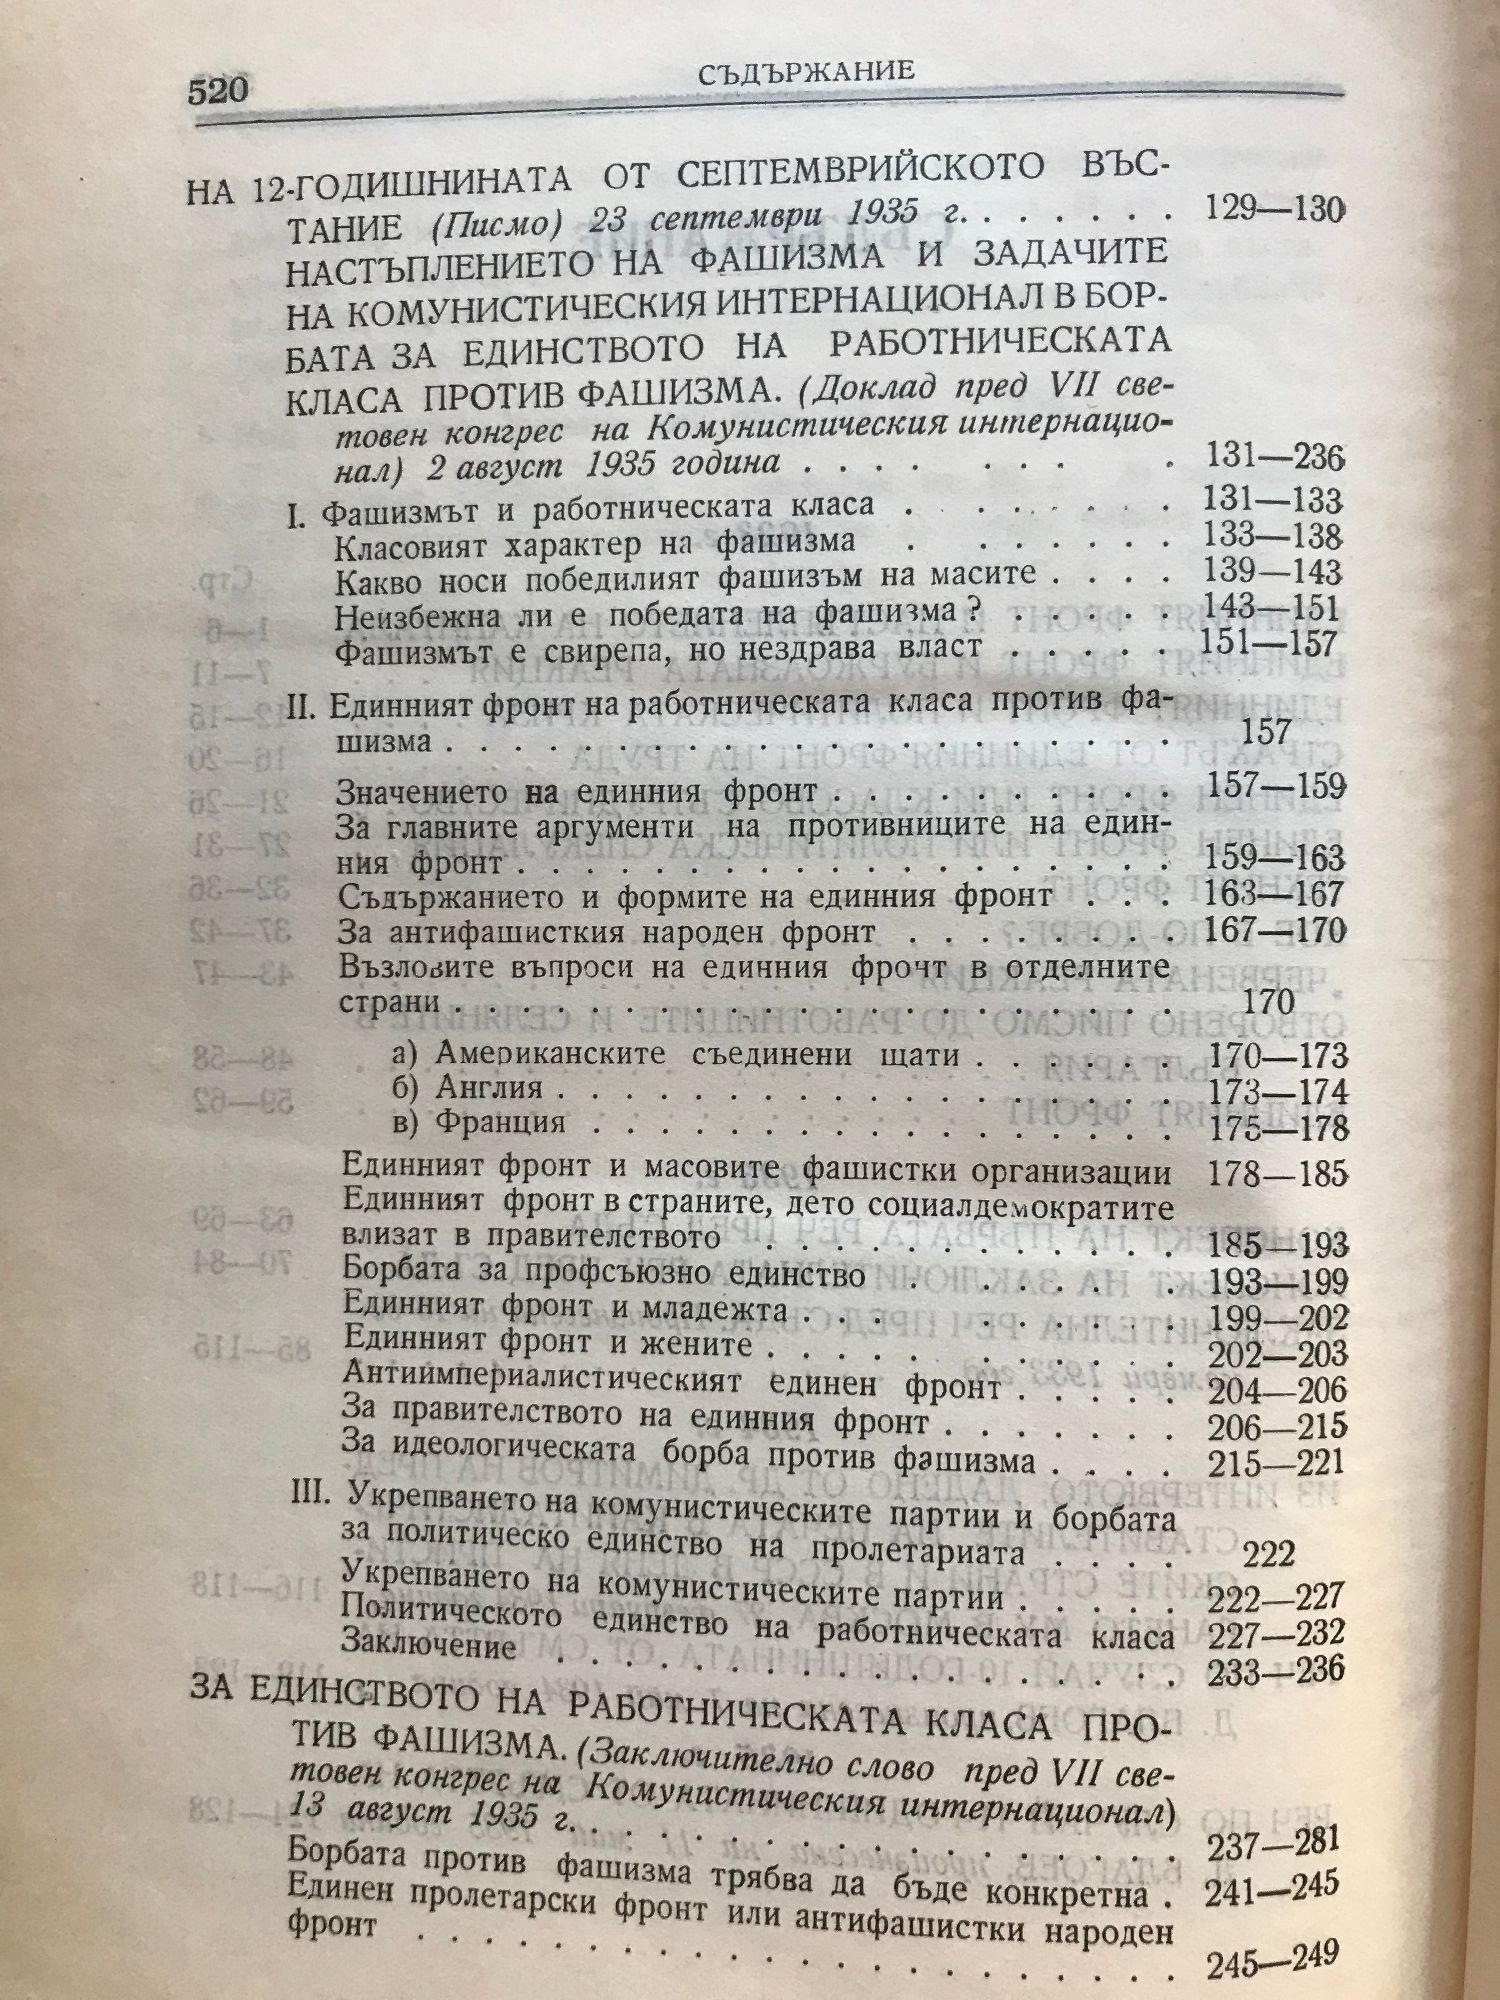 520
СЪДЪРЖАНИЕ
НА 12-ГОДИШНИНАТА ОТ СЕПТЕМВРИЙСКОТО ВЪС-
ТАНИЕ (Писмо) 23 септември 1935 г. . . . . . . 129—130
НАСТЪПЛЕНИЕТО НА ФАШИЗМА И ЗАДАЧИТЕ
НА КОМУНИСТИЧЕСКИЯ ИНТЕРНАЦИОНАЛ В БОР-
БАТА ЗА ЕДИНСТВОТО НА РАБОТНИЧЕСКАТА
КЛАСА ПРОТИВ ФАШИЗМА. (Доклад пред VII све-
товен конгрес на Комунистическия интернацио-
нал) 2 август 1935 година . . . . . . . . 131—236
I. Фашизмът и работническата класа . . . . . . . 131—133
Класовият характер на фашизма . . . . . . . 133—138
Какво носи победилият фашизъм на масите . . . . 139—143
Неизбежна ли е победата на фашизма? . . . . . 143—151
Фашизмът е свирепа, но нездрава власт . . . . . 151—157
II. Единният фронт на работническата класа против фа-
шизма . . . . . . . . . . . . . . . . . . 157
Значението на единния фронт . . . . . . . . . . 157—159
За главните аргументи на противниците на един-
ния фронт . . . . . . . . . . . . . . . . . 159—163
Съдържанието и формите на единния фронт . . . 163—167
За антифашисткия народен фронт . . . . . . . . 167—170
Възловите въпроси на единния фронт в отделните
страни . . . . . . . . . . . . . . . . . . 170
а) Американските съединени щати . . . . . . 170—173
б) Англия . . . . . . . . . . . . . . . . 173—174
в) Франция . . . . . . . . . . . . . . . 175—178
Единният фронт и масовите фашистки организации 178—185
Единният фронт в страните, дето социалдемократите
влизат в правителството . . . . . . . . . . . . 185—193
Борбата за профсъюзно единство . . . . . . 193—199
Единният фронт и младежта . . . . . . . . 199—202
Единният фронт и жените . . . . . . . . . . . 202—203
Антиимпериалистическият единен фронт . . . . . 204—206
За правителството на единния фронт . . . . . . . 206—215
За идеологическата борба против фашизма . . . . 215—221
III. Укрепването на комунистическите партии и борбата
за политическо единство на пролетариата . . . . 222
Укрепването на комунистическите партии . . . . . 222—227
Политическото единство на работническата класа 227—232
Заключение . . . . . . . . . . . . . . . . 233—236
ЗА ЕДИНСТВОТО НА РАБОТНИЧЕСКАТА КЛАСА ПРО-
ТИВ ФАШИЗМА. (Заключително слово пред VII све-
товен конгрес на Комунистическия интернационал)
13 август 1935 г. . . . . . . . . . . . . . . . 237—281
Борбата против фашизма трябва да бъде конкретна . 241—245
Единен пролетарски фронт или антифашистки народен
фронт . . . . . . . . . . . . . . . . . . 245—249